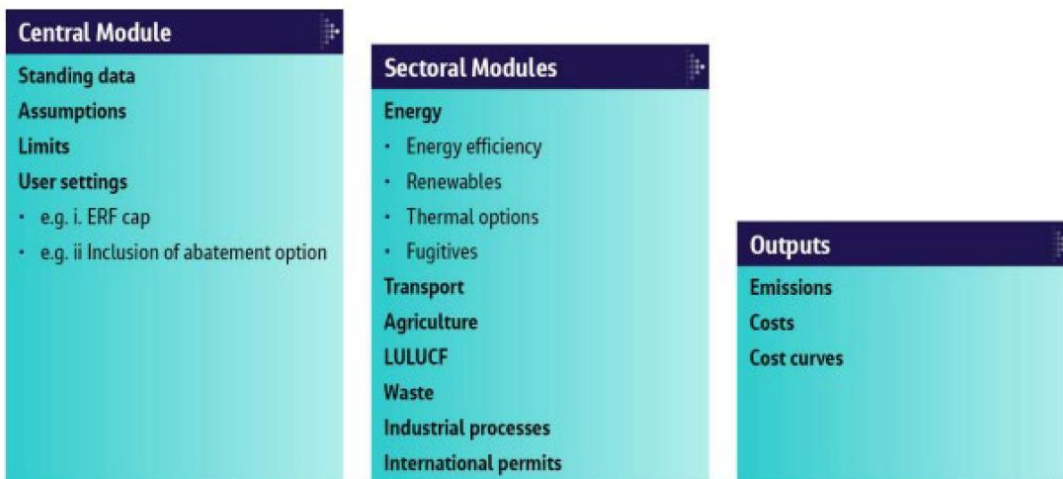 Central Module
Standing data
Assumptions
Limits
User settings
• e.g. i. ERF cap
• e.g. ii Inclusion of abatement option
Sectoral Modules
Energy
• Energy efficiency
• Renewables
• Thermal options
• Fugitives
Transport
Agriculture
LULUCF
Waste
Industrial processes
International permits
Outputs
Emissions
Costs
Cost curves